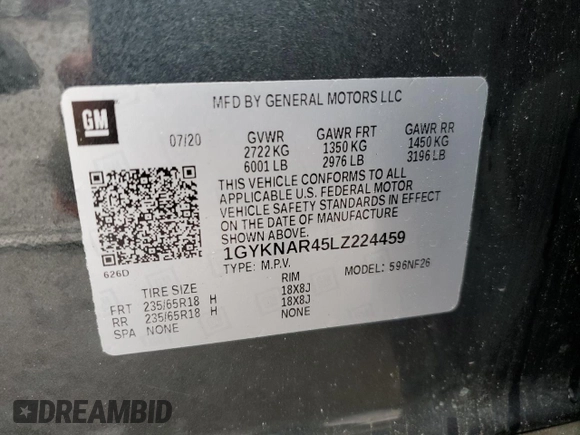 GM
MFD BY GENERAL MOTORS LLC
07/20 GVWR GAWR FRT GAWR RR
2722 KG 1350 KG 1450 KG
6001 LB 2976 LB 3196 LB
THIS VEHICLE CONFORMS TO ALL
APPLICABLE U.S. FEDERAL MOTOR
VEHICLE SAFETY STANDARDS IN EFFECT
ON THE DATE OF MANUFACTURE
SHOWN ABOVE.
1GYKNAR45LZ224459
626D TYPE: M.P.V. MODEL: 596NF26
TIRE SIZE RIM
FRT 235/65R18 H 18X8J
RR 235/65R18 H 18X8J
SPA NONE NONE
DREAMBID